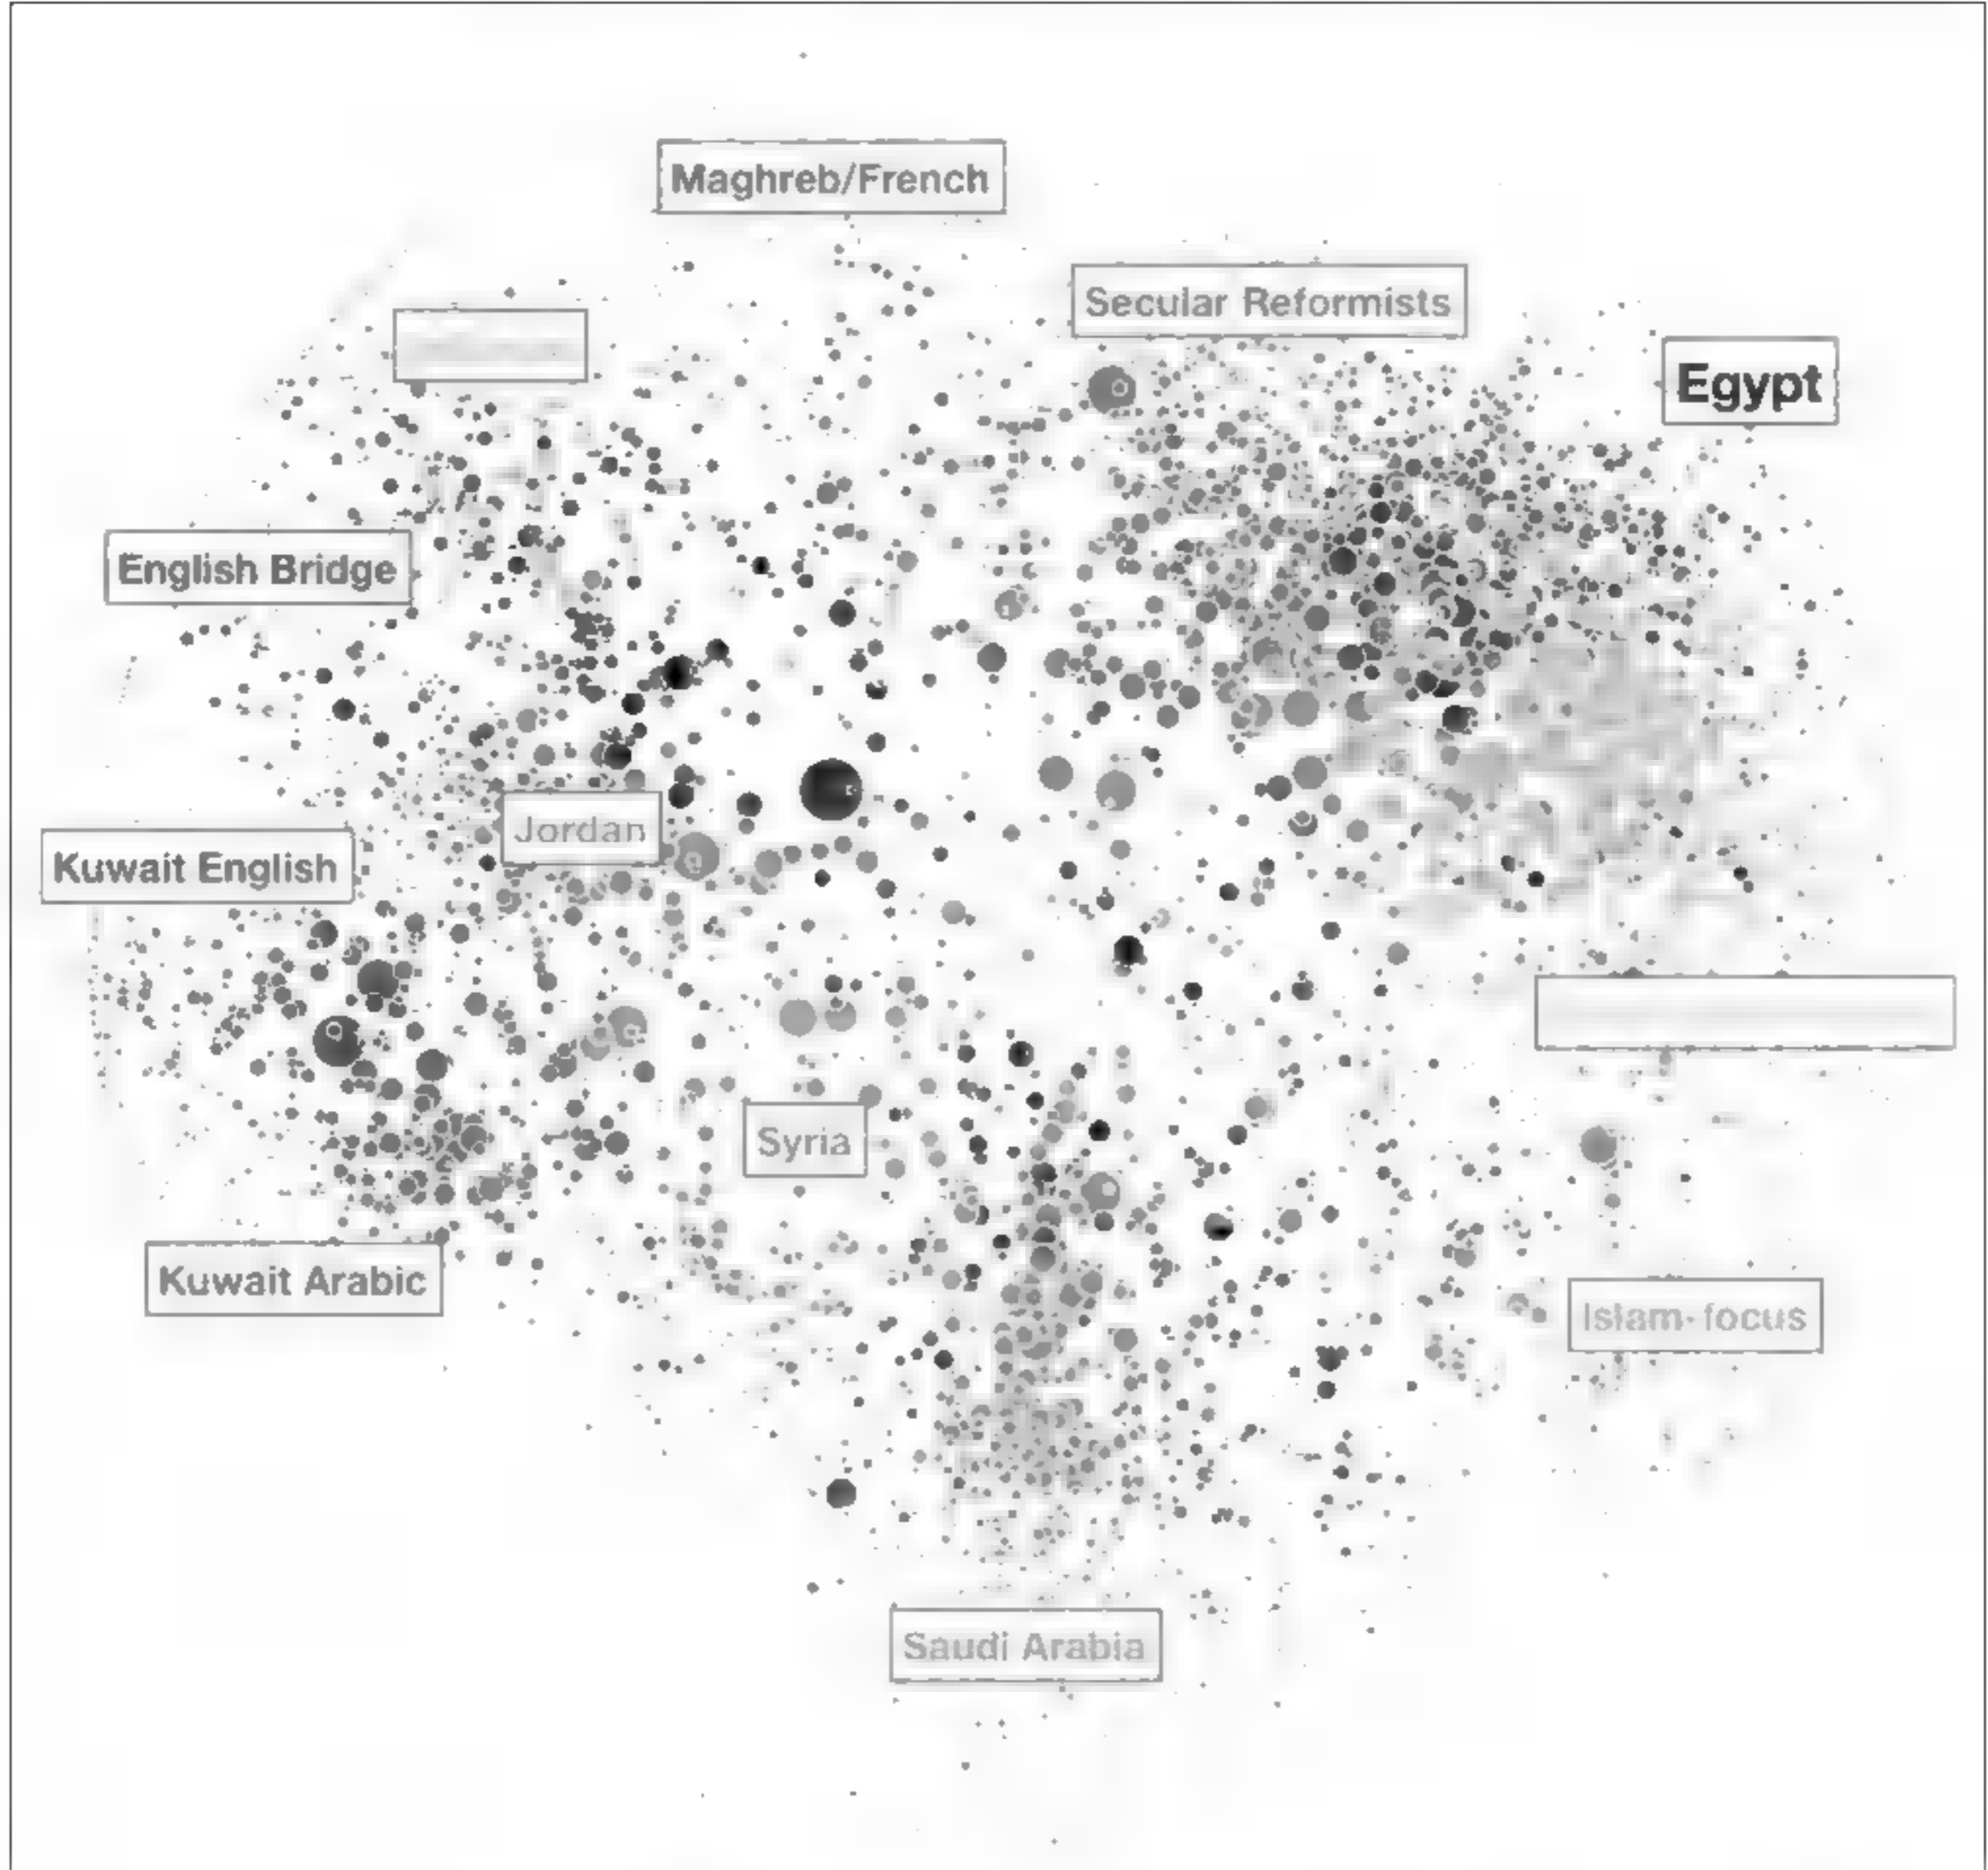 Maghreb/French
Secular Reformists
Egypt
English Bridge
Jordan
Kuwait English
Syria
Kuwait Arabic
Islam-focus
Saudi Arabia